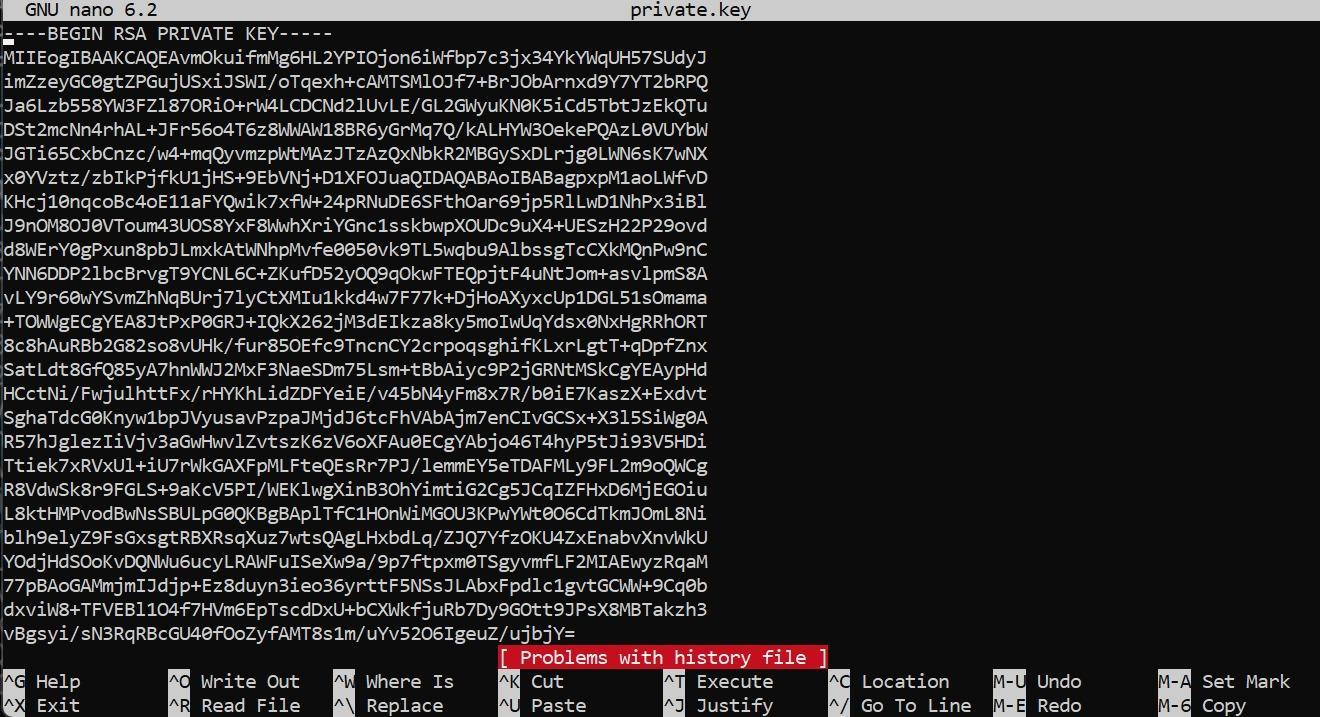 GNU nano 6.2 private.key
-----BEGIN RSA PRIVATE KEY-----
MIIEogIBAAKCAQEAvmOkuifmMg6HL2YPIOjon6iWfbp7c3jx34YkYWqUH57SUdyJ
imZzeyGC0gtZPGujUSxiJSWI/oTqexh+cAMTSMlOJf7+BrJObArnxd9Y7YT2bRPQ
Ja6Lzb558YW3FZl87ORiO+rW4LCDCNd2lUvLE/GL2GWyuKN0K5iCd5TbtJzEkQTu
DSt2mcNn4rhAL+JFr56o4T6z8WWAW18BR6yGrMq7Q/kALHYW3OekePQAzL0VUYbW
JGTi65CxbCnzc/w4+mqQyvmzpWtMAzJTzAzQxNbkR2MBGySxDLrjg0LWN6sK7wNX
x0YVztz/zbIkPjfkU1jHS+9EbVNj+D1XFOJuaQIDAQABAoIBABagpxpM1aoLWfvD
KHcj10nqcoBc4oE11aFYQwik7xfW+24pRNuDE6SFthOar69jp5RlLwD1NhPx3iBl
J9nOM8OJ0VToum43UOS8YxF8WwhXriYGnc1sskbwpXOUDc9uX4+UESzH22P29ovd
d8WErY0gPxun8pbJLmxkAtWNhpMvfe0050vk9TL5wqbu9AlbssgTcCXkMQnPw9nC
YNN6DDP2lbcBrvgT9YCNL6C+ZKufD52yOQ9qOkwFTEQpjtF4uNtJom+asvlpmS8A
vLY9r60wYSvmZhNqBUrj7lyCtXMIu1kkd4w7F77k+DjHoAXyxcUp1DGL51sOmama
+TOWWgECgYEA8JtPxP0GRJ+IQkX262jM3dEIkza8ky5moIwUqYdsx0NxHgRRhORT
8c8hAuRBb2G82so8vUHk/fur85OEfc9TncnCY2crpoqsghifKLxrLgtT+qDpfZnx
SatLdt8GfQ85yA7hnWWJ2MxF3NaeSDm75Lsm+tBbAiyc9P2jGRNtMSkCgYEAypHd
HCctNi/FwjulhttFx/rHYKhLidZDFYeiE/v45bN4yFm8x7R/b0iE7KaszX+Exdvt
SghaTdcG0Knyw1bpJVyusavPzpaJMjdJ6tcFhVAbAjm7enCIvGCSx+X3l5SiWg0A
R57hJglezIiVjv3aGwHwvlZvtszK6zV6oXFAu0ECgYAbjo46T4hyP5tJi93V5HDi
Ttiek7xRVxUl+iU7rWkGAXFpMLFteQEsRr7PJ/lemmEY5eTDAFMLy9FL2m9oQWCg
R8VdwSk8r9FGLS+9aKcV5PI/WEKlwgXinB3OhYimtiG2Cg5JCqIZFHxD6MjEGOiu
L8ktHMPvodBwNsSBULpG0QKBgBAplTfC1HOnWiMGOU3KPwYWt0O6CdTkmJOmL8Ni
blh9elyZ9FsGxsgtRBXRsqXuz7wtsQAgLHxbdLq/ZJQ7YfzOKU4ZxEnabvXnvWkU
YOdjHdSOoKvDQNWu6ucyLRAWFuISeXw9a/9p7ftpxm0TSgyvmfLF2MIAEwyzRqaM
77pBAoGAMmjmIJdjp+Ez8duyn3ieo36yrttF5NSsJLAbxFpdlc1gvtGCWW+9Cq0b
dxviW8+TFVEBl1O4f7HVm6EpTscdDxU+bCXWkfjuRb7Dy9GOtt9JPsX8MBTakzh3
vBgsyi/sN3RqRBcGU40fOoZyfAMT8s1m/uYv52O6IgeuZ/ujbjY=
[ Problems with history file ]
^G Help ^O Write Out ^W Where Is ^K Cut ^T Execute ^C Location M-U Undo M-A Set Mark
^X Exit ^R Read File ^\ Replace ^U Paste ^J Justify ^/ Go To Line M-E Redo M-6 Copy